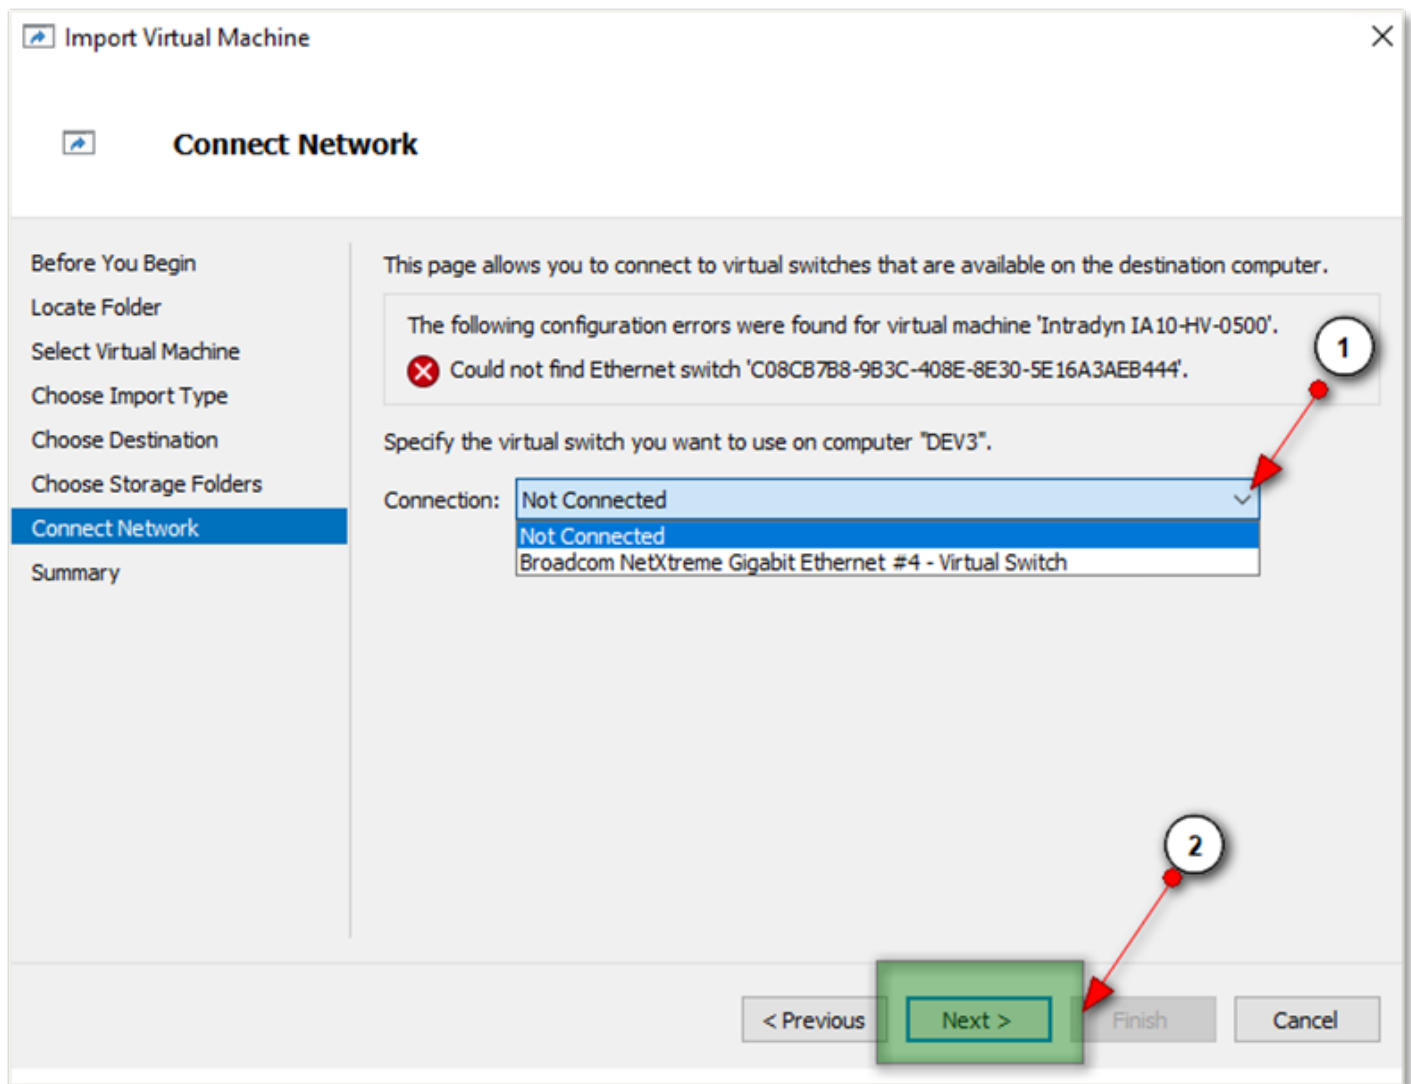 Import Virtual Machine
Connect Network
Before You Begin
Locate Folder
Select Virtual Machine
Choose Import Type
Choose Destination
Choose Storage Folders
Connect Network
Summary
This page allows you to connect to virtual switches that are available on the destination computer.
The following configuration errors were found for virtual machine 'Intradyn IA10-HV-0500'.
Could not find Ethernet switch 'C08CB7B8-9B3C-408E-8E30-5E16A3AEB444'.
1
Specify the virtual switch you want to use on computer "DEV3".
Connection: Not Connected
Not Connected
Broadcom NetXtreme Gigabit Ethernet #4 - Virtual Switch
2
< Previous Next > Finish Cancel